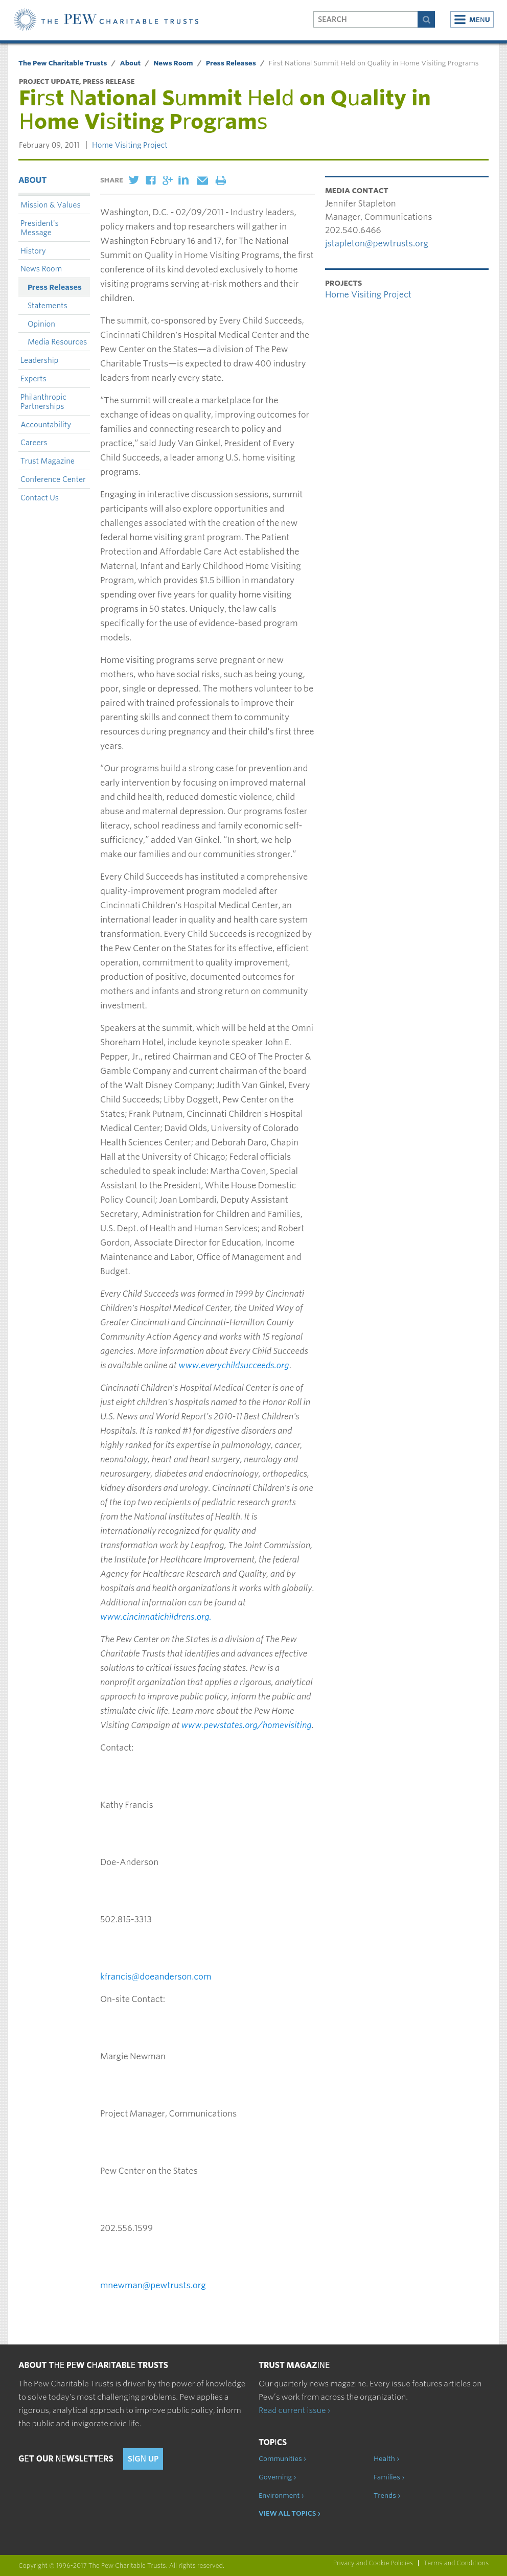 THE PEW CHARITABLE TRUSTS
SEARCH
MENU
The Pew Charitable Trusts / About / News Room / Press Releases / First National Summit Held on Quality in Home Visiting Programs
PROJECT UPDATE, PRESS RELEASE
First National Summit Held on Quality in
Home Visiting Programs
February 09, 2011 | Home Visiting Project
ABOUT
Mission & Values
President's
Message
History
News Room
Press Releases
Statements
Opinion
Media Resources
Leadership
Experts
Philanthropic
Partnerships
Accountability
Careers
Trust Magazine
Conference Center
Contact Us
SHARE
Washington, D.C. - 02/09/2011 - Industry leaders,
policy makers and top researchers will gather in
Washington February 16 and 17, for The National
Summit on Quality in Home Visiting Programs, the first
conference of its kind devoted exclusively to home
visiting programs serving at-risk mothers and their
children.
The summit, co-sponsored by Every Child Succeeds,
Cincinnati Children's Hospital Medical Center and the
Pew Center on the States—a division of The Pew
Charitable Trusts—is expected to draw 400 industry
leaders from nearly every state.
“The summit will create a marketplace for the
exchange of ideas on quality, improving outcomes for
families and connecting research to policy and
practice,” said Judy Van Ginkel, President of Every
Child Succeeds, a leader among U.S. home visiting
programs.
Engaging in interactive discussion sessions, summit
participants will also explore opportunities and
challenges associated with the creation of the new
federal home visiting grant program. The Patient
Protection and Affordable Care Act established the
Maternal, Infant and Early Childhood Home Visiting
Program, which provides $1.5 billion in mandatory
spending over five years for quality home visiting
programs in 50 states. Uniquely, the law calls
specifically for the use of evidence-based program
models.
Home visiting programs serve pregnant or new
mothers, who have social risks, such as being young,
poor, single or depressed. The mothers volunteer to be
paired with trained professionals to improve their
parenting skills and connect them to community
resources during pregnancy and their child's first three
years.
“Our programs build a strong case for prevention and
early intervention by focusing on improved maternal
and child health, reduced domestic violence, child
abuse and maternal depression. Our programs foster
literacy, school readiness and family economic self-
sufficiency,” added Van Ginkel. “In short, we help
make our families and our communities stronger.”
Every Child Succeeds has instituted a comprehensive
quality-improvement program modeled after
Cincinnati Children's Hospital Medical Center, an
international leader in quality and health care system
transformation. Every Child Succeeds is recognized by
the Pew Center on the States for its effective, efficient
operation, commitment to quality improvement,
production of positive, documented outcomes for
mothers and infants and strong return on community
investment.
Speakers at the summit, which will be held at the Omni
Shoreham Hotel, include keynote speaker John E.
Pepper, Jr., retired Chairman and CEO of The Procter &
Gamble Company and current chairman of the board
of the Walt Disney Company; Judith Van Ginkel, Every
Child Succeeds; Libby Doggett, Pew Center on the
States; Frank Putnam, Cincinnati Children's Hospital
Medical Center; David Olds, University of Colorado
Health Sciences Center; and Deborah Daro, Chapin
Hall at the University of Chicago; Federal officials
scheduled to speak include: Martha Coven, Special
Assistant to the President, White House Domestic
Policy Council; Joan Lombardi, Deputy Assistant
Secretary, Administration for Children and Families,
U.S. Dept. of Health and Human Services; and Robert
Gordon, Associate Director for Education, Income
Maintenance and Labor, Office of Management and
Budget.
Every Child Succeeds was formed in 1999 by Cincinnati
Children's Hospital Medical Center, the United Way of
Greater Cincinnati and Cincinnati-Hamilton County
Community Action Agency and works with 15 regional
agencies. More information about Every Child Succeeds
is available online at www.everychildsucceeds.org.
Cincinnati Children's Hospital Medical Center is one of
just eight children's hospitals named to the Honor Roll in
U.S. News and World Report's 2010-11 Best Children's
Hospitals. It is ranked #1 for digestive disorders and
highly ranked for its expertise in pulmonology, cancer,
neonatology, heart and heart surgery, neurology and
neurosurgery, diabetes and endocrinology, orthopedics,
kidney disorders and urology. Cincinnati Children's is one
of the top two recipients of pediatric research grants
from the National Institutes of Health. It is
internationally recognized for quality and
transformation work by Leapfrog, The Joint Commission,
the Institute for Healthcare Improvement, the federal
Agency for Healthcare Research and Quality, and by
hospitals and health organizations it works with globally.
Additional information can be found at
www.cincinnatichildrens.org.
The Pew Center on the States is a division of The Pew
Charitable Trusts that identifies and advances effective
solutions to critical issues facing states. Pew is a
nonprofit organization that applies a rigorous, analytical
approach to improve public policy, inform the public and
stimulate civic life. Learn more about the Pew Home
Visiting Campaign at www.pewstates.org/homevisiting.
Contact:
Kathy Francis
Doe-Anderson
502.815-3313
kfrancis@doeanderson.com
On-site Contact:
Margie Newman
Project Manager, Communications
Pew Center on the States
202.556.1599
mnewman@pewtrusts.org
MEDIA CONTACT
Jennifer Stapleton
Manager, Communications
202.540.6466
jstapleton@pewtrusts.org
PROJECTS
Home Visiting Project
ABOUT THE PEW CHARITABLE TRUSTS
The Pew Charitable Trusts is driven by the power of knowledge
to solve today's most challenging problems. Pew applies a
rigorous, analytical approach to improve public policy, inform
the public and invigorate civic life.
GET OUR NEWSLETTERS
SIGN UP
TRUST MAGAZINE
Our quarterly news magazine. Every issue features articles on
Pew's work from across the organization.
Read current issue ›
TOPICS
Communities ›
Health ›
Governing ›
Families ›
Environment ›
Trends ›
VIEW ALL TOPICS ›
Copyright © 1996-2017 The Pew Charitable Trusts. All rights reserved.
Privacy and Cookie Policies | Terms and Conditions